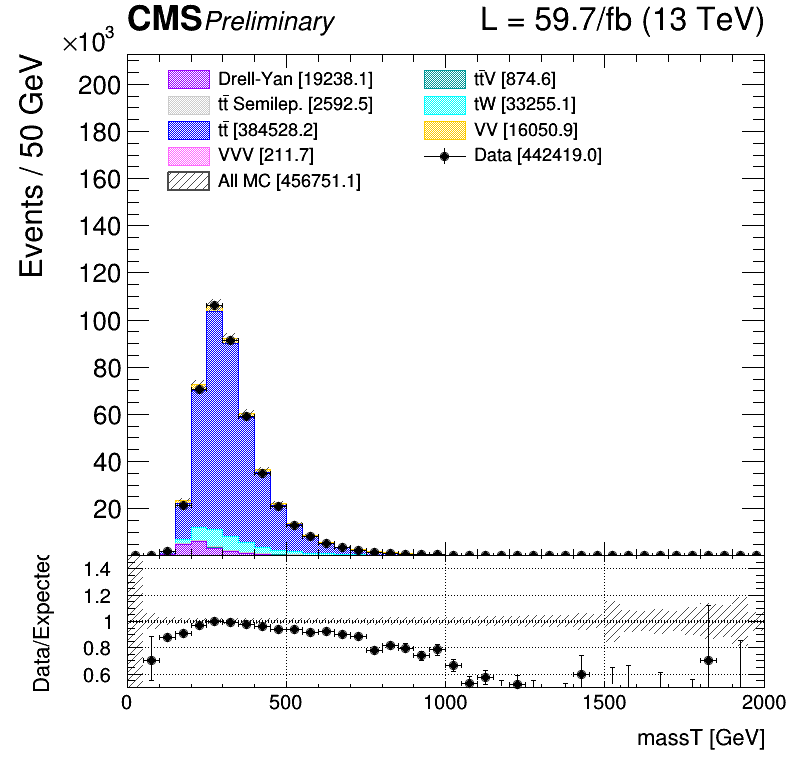 CMS Preliminary L = 59.7/fb (13 TeV)
×10³
Events / 50 GeV
200
180
160
140
120
100
80
60
40
20
Drell-Yan [19238.1]
tt̄ Semilep. [2592.5]
tt̄ [384528.2]
VVV [211.7]
All MC [456751.1]
tt̄V [874.6]
tW [33255.1]
VV [16050.9]
Data [442419.0]
Data/Expected
1.4
1.2
1
0.8
0.6
0 500 1000 1500 2000
massT [GeV]